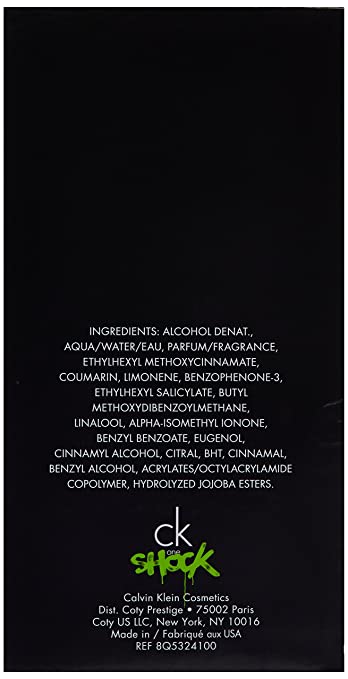 INGREDIENTS: ALCOHOL DENAT.,
AQUA/WATER/EAU, PARFUM/FRAGRANCE,
ETHYLHEXYL METHOXYCINNAMATE,
COUMARIN, LIMONENE, BENZOPHENONE-3,
ETHYLHEXYL SALICYLATE, BUTYL
METHOXYDIBENZOYLMETHANE,
LINALOOL, ALPHA-ISOMETHYL IONONE,
BENZYL BENZOATE, EUGENOL,
CINNAMYL ALCOHOL, CITRAL, BHT, CINNAMAL,
BENZYL ALCOHOL, ACRYLATES/OCTYLACRYLAMIDE
COPOLYMER, HYDROLYZED JOJOBA ESTERS.
ck
one
SHOCK
Calvin Klein Cosmetics
Dist. Coty Prestige • 75002 Paris
Coty US LLC, New York, NY 10016
Made in / Fabriqué aux USA
REF 8Q5324100